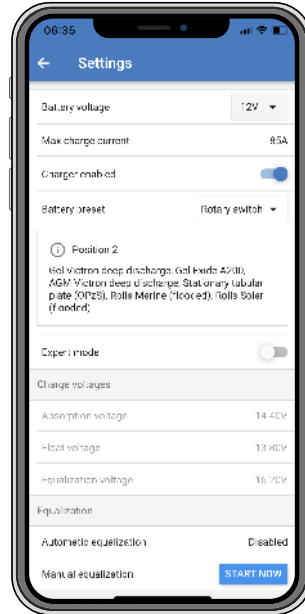 06:35
Settings
Battery voltage 12V
Max charge current 85A
Charger enabled
Battery preset Rotary switch
Position 2
Gel Victron deep discharge, Gel Exide A200,
AGM Victron deep discharge, Stationary tubular
plate (OPzS), Rolls Marine (flooded), Rolls Solar
(flooded)
Expert mode
Charge voltages
Absorption voltage 14.40V
Float voltage 13.80V
Equalization voltage 16.20V
Equalization
Automatic equalization Disabled
Manual equalization START NOW